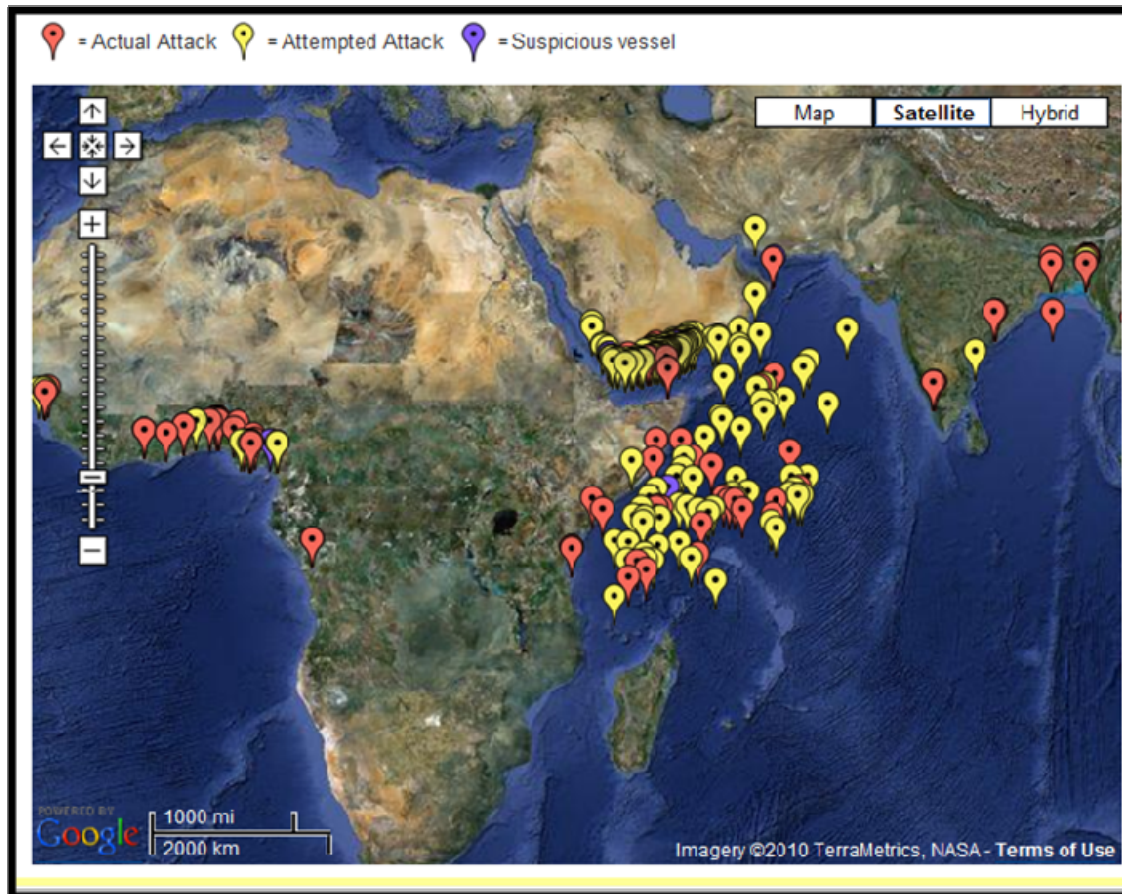 = Actual Attack = Attempted Attack = Suspicious vessel
Map Satellite Hybrid
POWERED BY
Google
1000 mi
2000 km
Imagery ©2010 TerraMetrics, NASA - Terms of Use